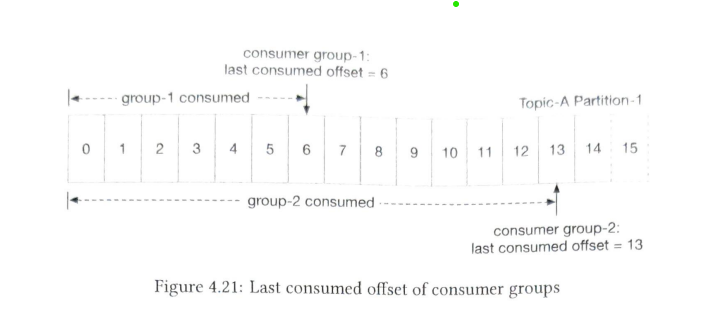 consumer group-1:
last consumed offset = 6
group-1 consumed
Topic-A Partition-1
0 1 2 3 4 5 6 7 8 9 10 11 12 13 14 15
group-2 consumed
consumer group-2:
last consumed offset = 13
Figure 4.21: Last consumed offset of consumer groups